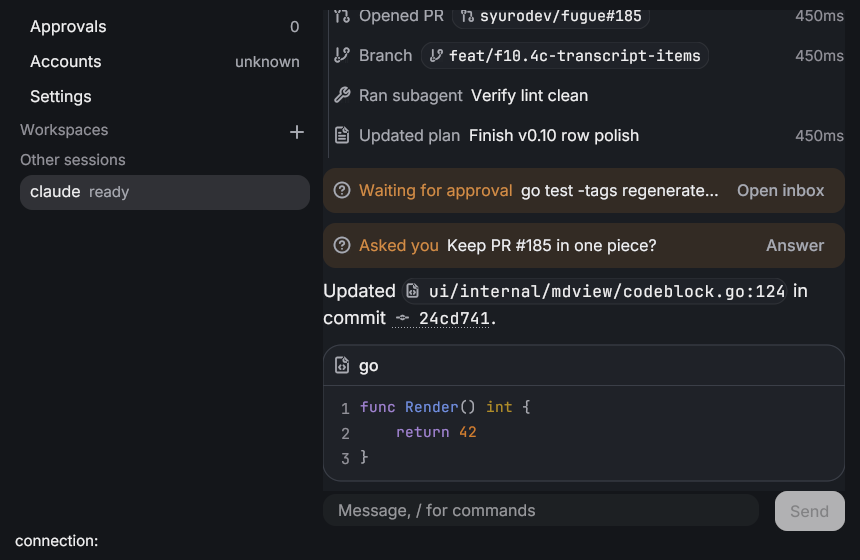 Approvals 0
Accounts unknown
Settings
Workspaces +
Other sessions
claude ready
connection:
Opened PR syurodev/fugue#185 450ms
Branch feat/f10.4c-transcript-items 450ms
Ran subagent Verify lint clean
Updated plan Finish v0.10 row polish 450ms
Waiting for approval go test -tags regenerate... Open inbox
Asked you Keep PR #185 in one piece? Answer
Updated ui/internal/mdview/codeblock.go:124 in
commit 24cd741.
go
1 func Render() int {
2     return 42
3 }
Message, / for commands Send